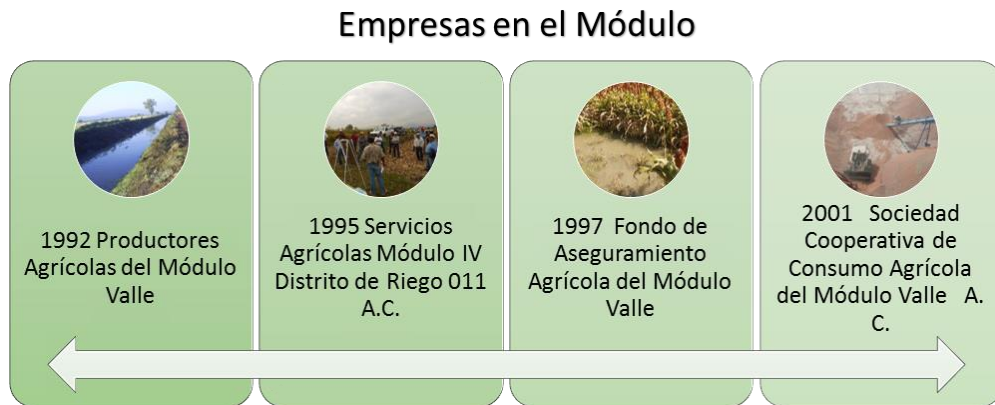 Empresas en el Módulo
1992 Productores
Agrícolas del Módulo
Valle
1995 Servicios
Agrícolas Módulo IV
Distrito de Riego 011
A.C.
1997 Fondo de
Aseguramiento
Agrícola del Módulo
Valle
2001 Sociedad
Cooperativa de
Consumo Agrícola
del Módulo Valle A.
C.